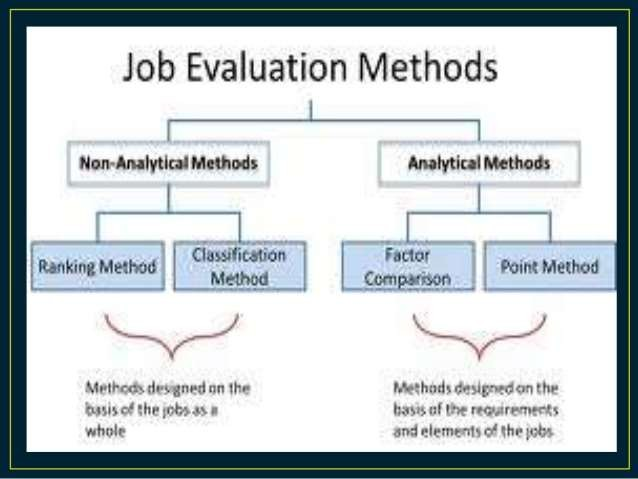 Job Evaluation Methods
Non-Analytical Methods
Analytical Methods
Ranking Method
Classification
Method
Factor
Comparison
Point Method
Methods designed on the
basis of the jobs as a
whole
Methods designed on the
basis of the requirements
and elements of the jobs